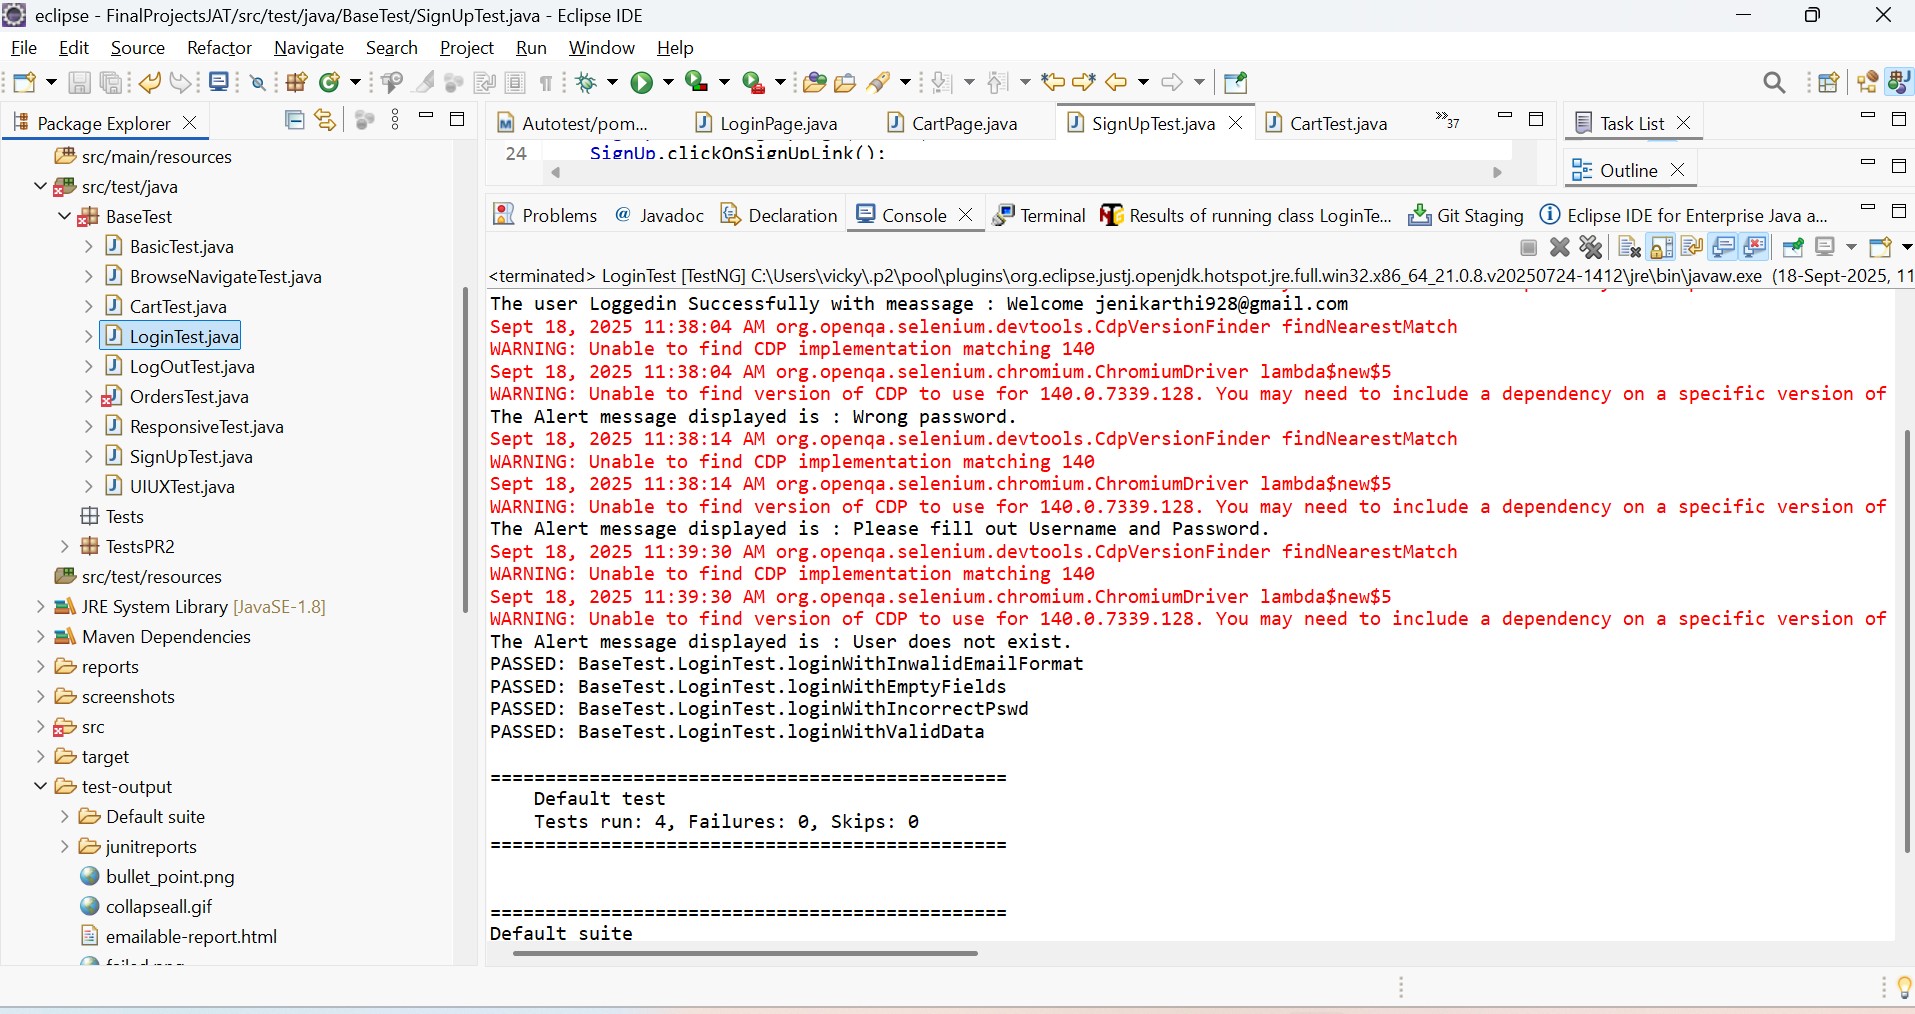 eclipse - FinalProjectsJAT/src/test/java/BaseTest/SignUpTest.java - Eclipse IDE
File Edit Source Refactor Navigate Search Project Run Window Help
Package Explorer
src/main/resources
src/test/java
BaseTest
BasicTest.java
BrowseNavigateTest.java
CartTest.java
LoginTest.java
LogOutTest.java
OrdersTest.java
ResponsiveTest.java
SignUpTest.java
UIUXTest.java
Tests
TestsPR2
src/test/resources
JRE System Library [JavaSE-1.8]
Maven Dependencies
reports
screenshots
src
target
test-output
Default suite
junitreports
bullet_point.png
collapseall.gif
emailable-report.html
failed.png
Autotest/pom... LoginPage.java CartPage.java SignUpTest.java CartTest.java »37
24 SignUp.clickOnSignUpLink();
Task List
Outline
Problems @ Javadoc Declaration Console Terminal Results of running class LoginTe... Git Staging Eclipse IDE for Enterprise Java a...
<terminated> LoginTest [TestNG] C:\Users\vicky\.p2\pool\plugins\org.eclipse.justj.openjdk.hotspot.jre.full.win32.x86_64_21.0.8.v20250724-1412\jre\bin\javaw.exe (18-Sept-2025, 11
The user Loggedin Successfully with meassage : Welcome jenikarthi928@gmail.com
Sept 18, 2025 11:38:04 AM org.openqa.selenium.devtools.CdpVersionFinder findNearestMatch
WARNING: Unable to find CDP implementation matching 140
Sept 18, 2025 11:38:04 AM org.openqa.selenium.chromium.ChromiumDriver lambda$new$5
WARNING: Unable to find version of CDP to use for 140.0.7339.128. You may need to include a dependency on a specific version of
The Alert message displayed is : Wrong password.
Sept 18, 2025 11:38:14 AM org.openqa.selenium.devtools.CdpVersionFinder findNearestMatch
WARNING: Unable to find CDP implementation matching 140
Sept 18, 2025 11:38:14 AM org.openqa.selenium.chromium.ChromiumDriver lambda$new$5
WARNING: Unable to find version of CDP to use for 140.0.7339.128. You may need to include a dependency on a specific version of
The Alert message displayed is : Please fill out Username and Password.
Sept 18, 2025 11:39:30 AM org.openqa.selenium.devtools.CdpVersionFinder findNearestMatch
WARNING: Unable to find CDP implementation matching 140
Sept 18, 2025 11:39:30 AM org.openqa.selenium.chromium.ChromiumDriver lambda$new$5
WARNING: Unable to find version of CDP to use for 140.0.7339.128. You may need to include a dependency on a specific version of
The Alert message displayed is : User does not exist.
PASSED: BaseTest.LoginTest.loginWithInwalidEmailFormat
PASSED: BaseTest.LoginTest.loginWithEmptyFields
PASSED: BaseTest.LoginTest.loginWithIncorrectPswd
PASSED: BaseTest.LoginTest.loginWithValidData
===============================================
Default test
Tests run: 4, Failures: 0, Skips: 0
===============================================
===============================================
Default suite